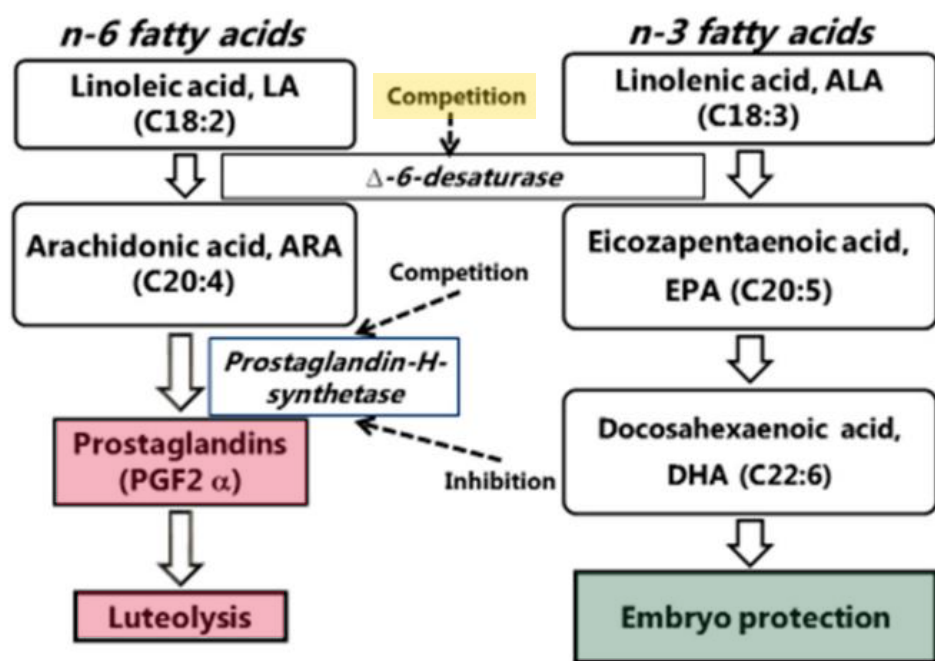 n-6 fatty acids
n-3 fatty acids
Linoleic acid, LA
(C18:2)
Competition
Linolenic acid, ALA
(C18:3)
Δ-6-desaturase
Arachidonic acid, ARA
(C20:4)
Competition
Eicozapentaenoic acid,
EPA (C20:5)
Prostaglandin-H-
synthetase
Prostaglandins
(PGF2 α)
Inhibition
Docosahexaenoic acid,
DHA (C22:6)
Luteolysis
Embryo protection